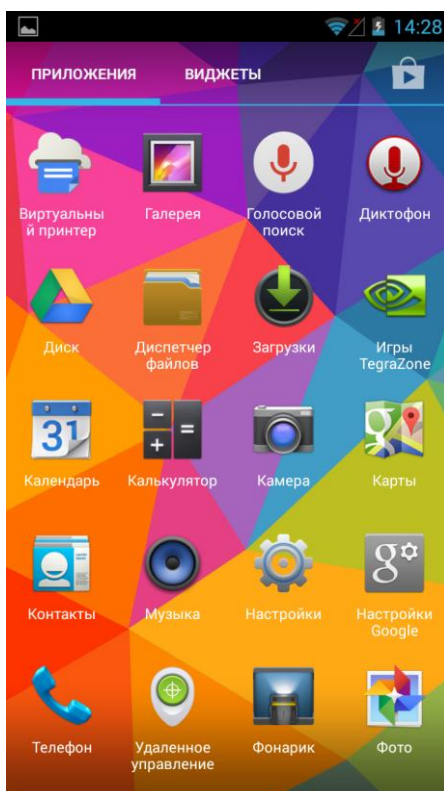 14:28
ПРИЛОЖЕНИЯ ВИДЖЕТЫ
Виртуальны
й принтер
Галерея
Голосовой
поиск
Диктофон
Диск
Диспетчер
файлов
Загрузки
Игры
TegraZone
31
Календарь
Калькулятор
Камера
Карты
Контакты
Музыка
Настройки
Настройки
Google
Телефон
Удаленное
управление
Фонарик
Фото